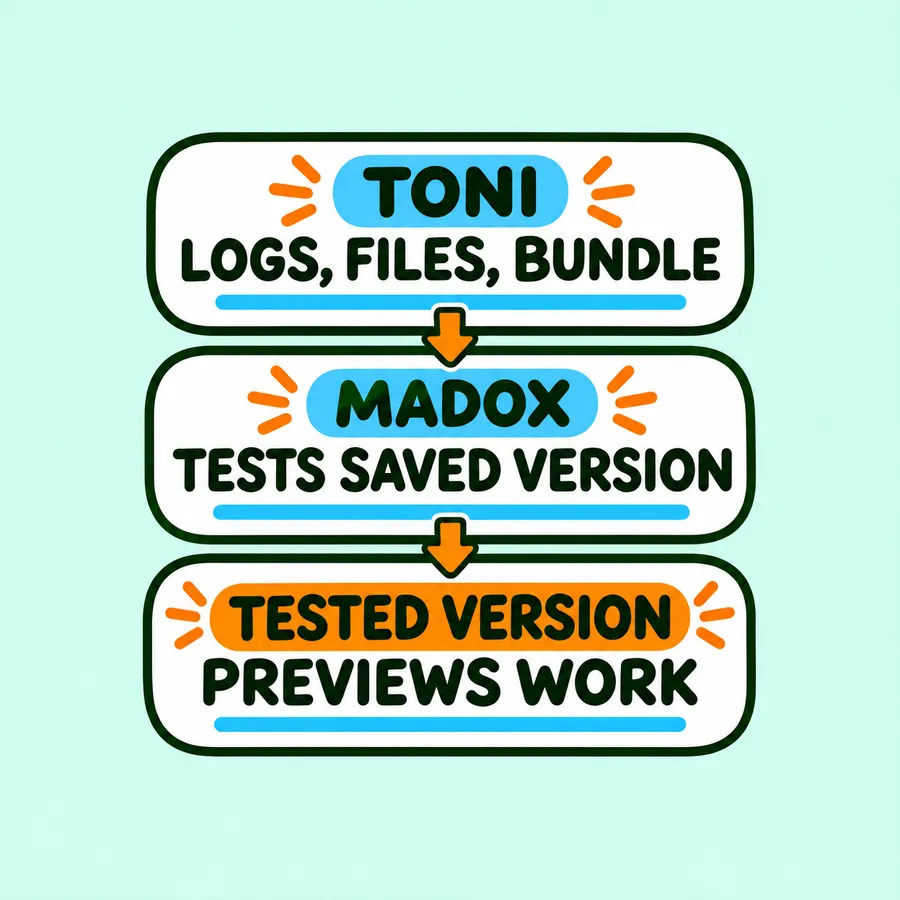 TONI
LOGS, FILES, BUNDLE
MADOX
TESTS SAVED VERSION
TESTED VERSION
PREVIEWS WORK